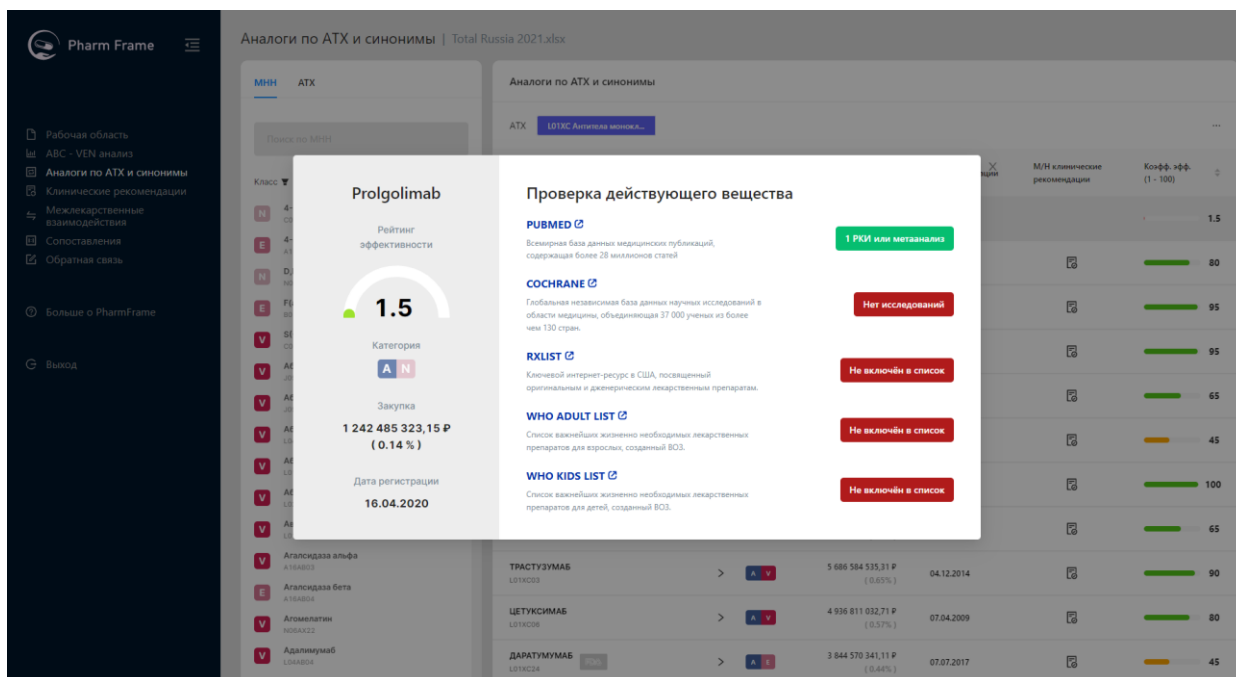 Pharm Frame
Рабочая область
ABC - VEN анализ
Аналоги по АТХ и синонимы
Клинические рекомендации
Межлекарственные
взаимодействия
Сопоставления
Обратная связь
Больше о PharmFrame
Выход
Аналоги по АТХ и синонимы | Total Russia 2021.xlsx
МНН АТХ
Поиск по МНН
Класс
Аналоги по АТХ и синонимы
АТХ L01XC Антитела монокл...
М/Н клинические
рекомендации
Коэфф. эфф.
(1 - 100)
1.5
80
95
95
65
45
100
65
Prolgolimab
Рейтинг
эффективности
1.5
Категория
A N
Закупка
1 242 485 323,15 ₽
( 0.14 % )
Дата регистрации
16.04.2020
Проверка действующего вещества
PUBMED
Всемирная база данных медицинских публикаций,
содержащая более 28 миллионов статей
1 РКИ или метаанализ
COCHRANE
Глобальная независимая база данных научных исследований в
области медицины, объединяющая 37 000 ученых из более
чем 130 стран.
Нет исследований
RXLIST
Ключевой интернет-ресурс в США, посвященный
оригинальным и дженерическим лекарственным препаратам.
Не включён в список
WHO ADULT LIST
Список важнейших жизненно необходимых лекарственных
препаратов для взрослых, созданный ВОЗ.
Не включён в список
WHO KIDS LIST
Список важнейших жизненно необходимых лекарственных
препаратов для детей, созданный ВОЗ.
Не включён в список
N
E
N
E
V
V
V
V
V
V
V
V Агалсидаза альфа
A16AB03
E Агалсидаза бета
A16AB04
V Агомелатин
N05AX22
V Адалимумаб
L04AB04
ТРАСТУЗУМАБ
L01XC03
A V
5 686 584 535,31 ₽
( 0,65% )
04.12.2014
90
ЦЕТУКСИМАБ
L01XC06
A V
4 936 811 032,71 ₽
( 0,57% )
07.04.2009
80
ДАРАТУМУМАБ
L01XC24
A E
3 844 570 341,11 ₽
( 0,44% )
07.07.2017
45